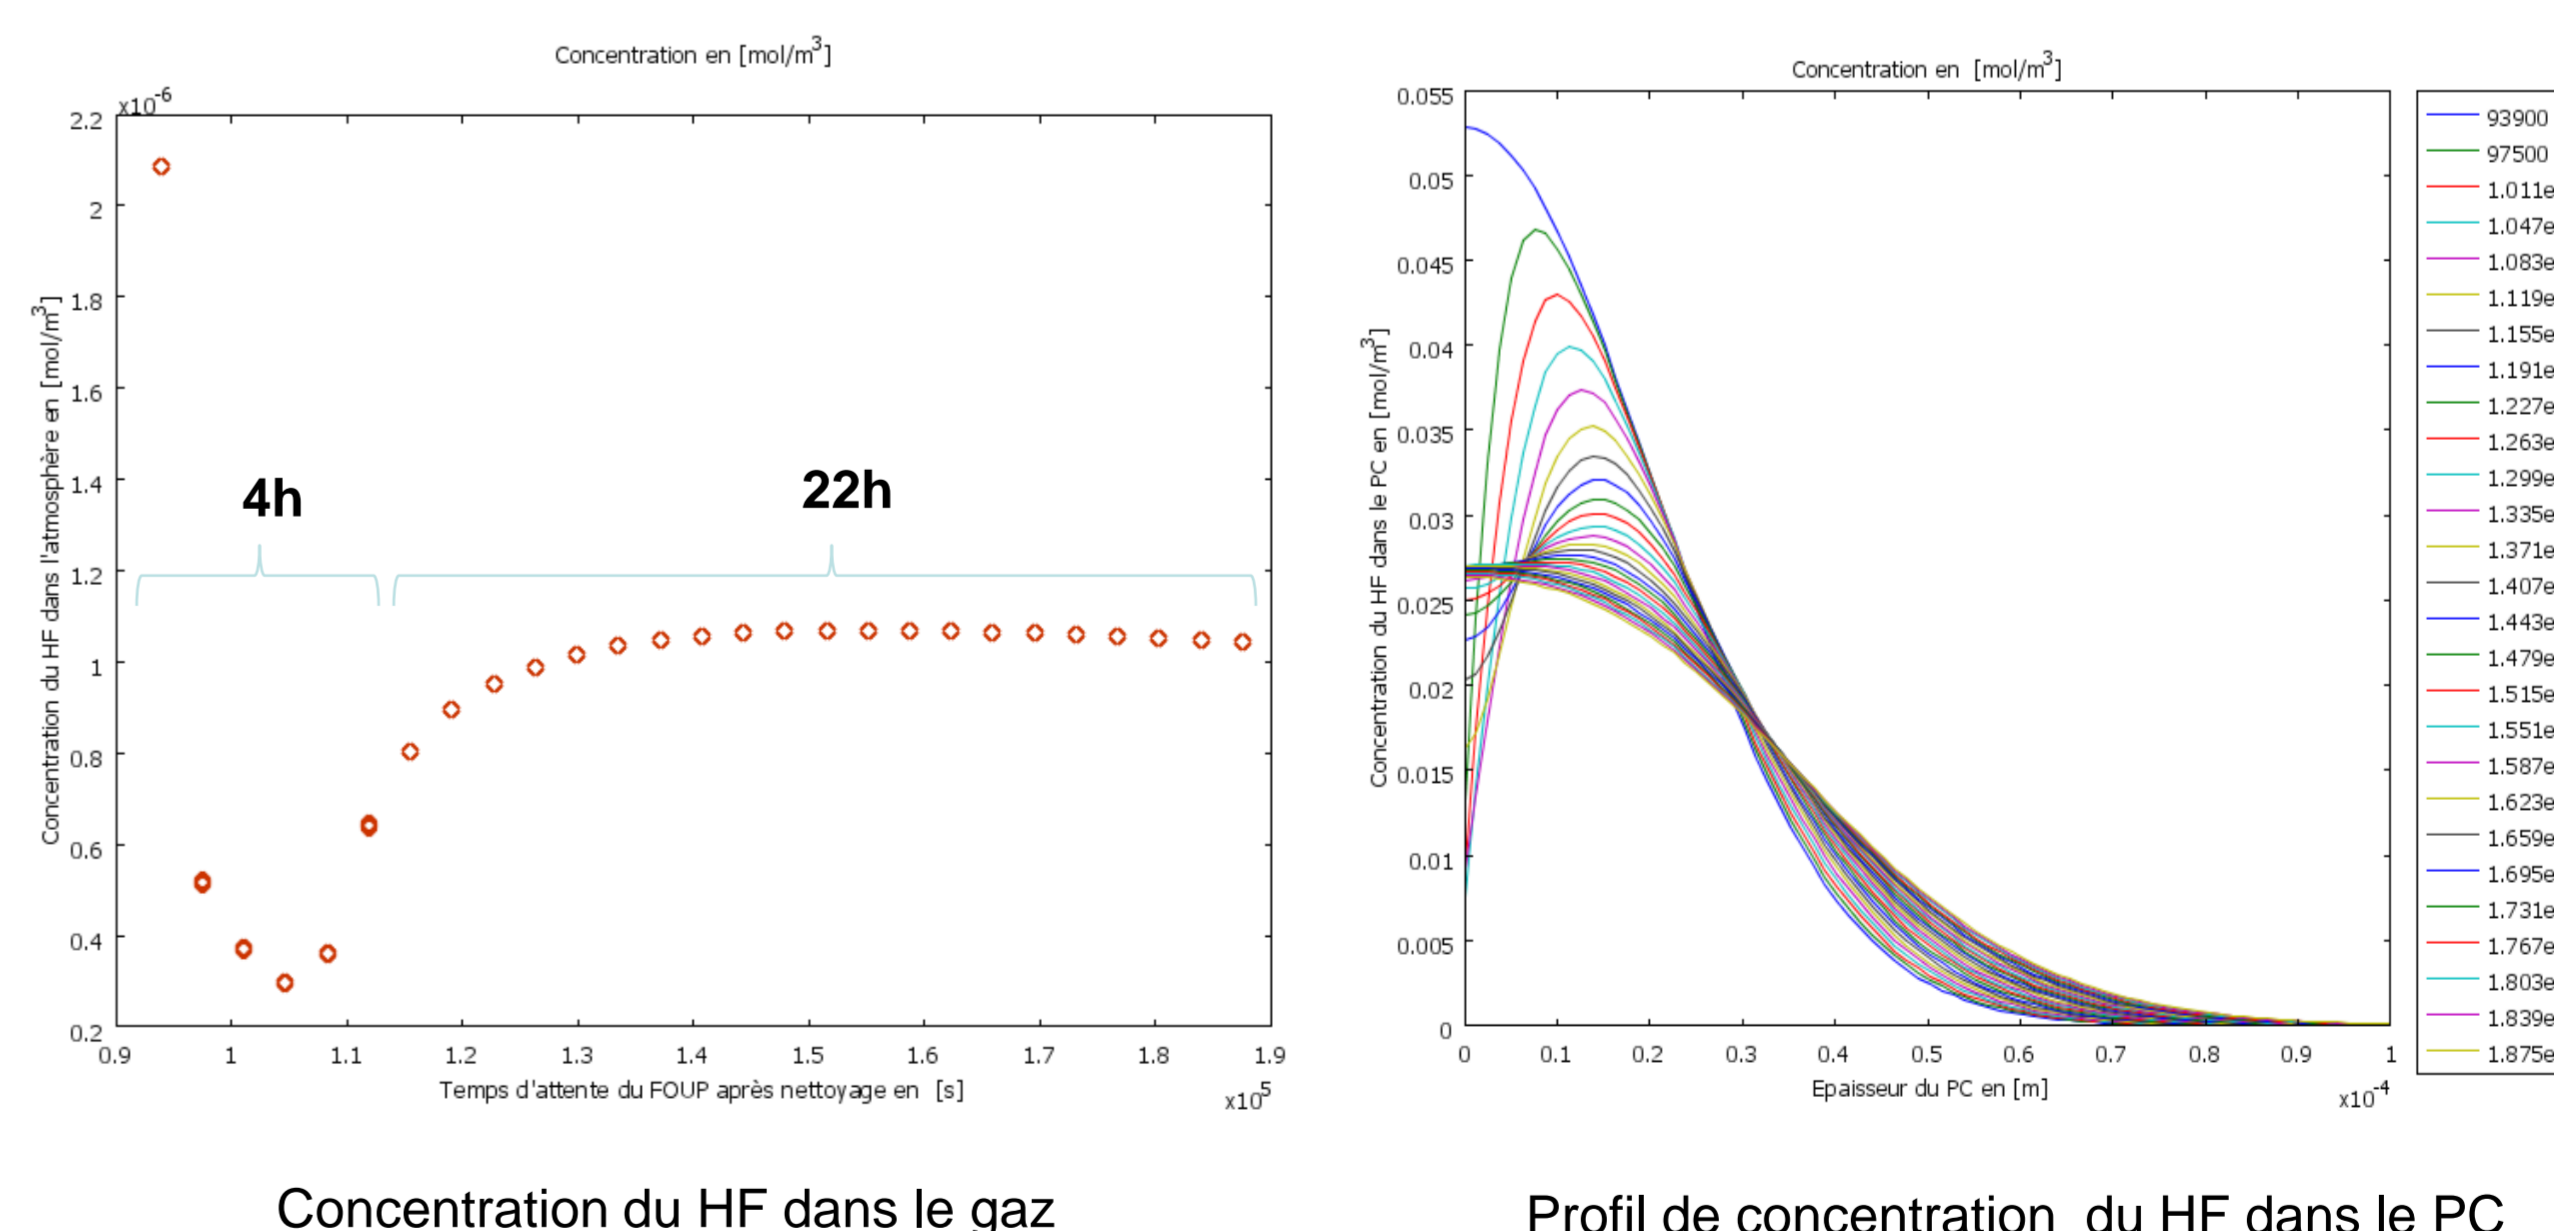 Concentration en [mol/m³]
x10⁻⁶
2.2
2
1.8
1.6
1.4
1.2
1
0.8
0.6
0.4
0.2
Concentration du HF dans l'atmosphère en [mol/m³]
4h
22h
0.9 1 1.1 1.2 1.3 1.4 1.5 1.6 1.7 1.8 1.9
Temps d'attente du FOUP après nettoyage en [s]
x10⁵
Concentration du HF dans le gaz
Concentration en [mol/m³]
0.055
0.05
0.045
0.04
0.035
0.03
0.025
0.02
0.015
0.01
0.005
0
Concentration du HF dans le PC en [mol/m³]
0 0.1 0.2 0.3 0.4 0.5 0.6 0.7 0.8 0.9 1
Epaisseur du PC en [m]
x10⁻⁴
93900
97500
1.011e
1.047e
1.083e
1.119e
1.155e
1.191e
1.227e
1.263e
1.299e
1.335e
1.371e
1.407e
1.443e
1.479e
1.515e
1.551e
1.587e
1.623e
1.659e
1.695e
1.731e
1.767e
1.803e
1.839e
1.875e
Profil de concentration du HF dans le PC